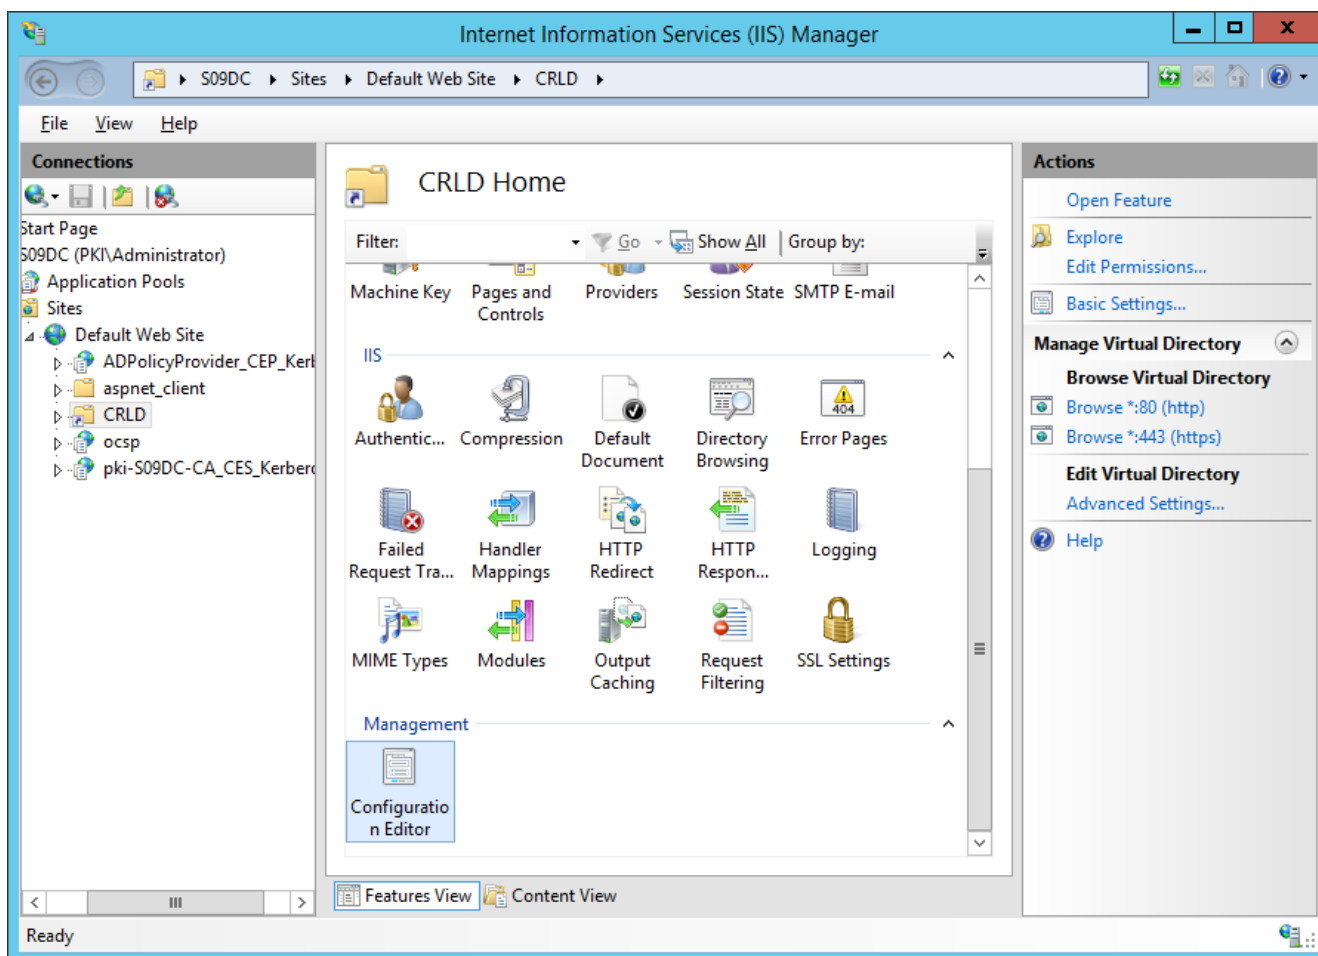 Internet Information Services (IIS) Manager
S09DC
Sites
Default Web Site
CRLD
File
View
Help
Connections
Start Page
S09DC (PKI\Administrator)
Application Pools
Sites
Default Web Site
ADPolicyProvider_CEP_Kerb
aspnet_client
CRLD
ocsp
pki-S09DC-CA_CES_Kerbero
CRLD Home
Filter:
Go
Show All
Group by:
Machine Key
Pages and
Controls
Providers
Session State
SMTP E-mail
IIS
Authentic...
Compression
Default
Document
Directory
Browsing
404
Error Pages
Failed
Request Tra...
Handler
Mappings
HTTP
Redirect
HTTP
Respon...
Logging
MIME Types
Modules
Output
Caching
Request
Filtering
SSL Settings
Management
Configuratio
n Editor
Features View
Content View
Actions
Open Feature
Explore
Edit Permissions...
Basic Settings...
Manage Virtual Directory
Browse Virtual Directory
Browse *:80 (http)
Browse *:443 (https)
Edit Virtual Directory
Advanced Settings...
Help
Ready